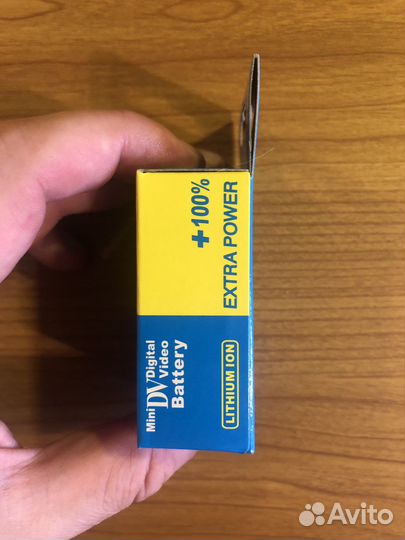 Mini DV Digital
Video
Battery
LITHIUM ION
+100%
EXTRA POWER
Avito